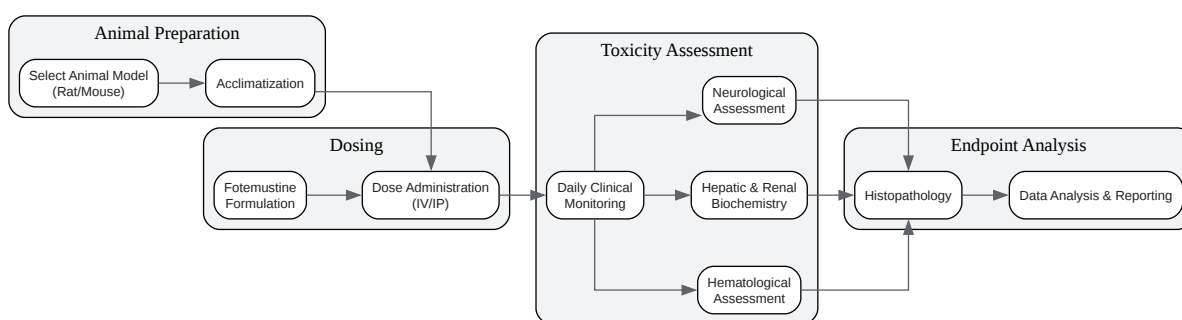 Animal Preparation
Select Animal Model
(Rat/Mouse)
Acclimatization
Dosing
Fotemustine
Formulation
Dose Administration
(IV/IP)
Toxicity Assessment
Daily Clinical
Monitoring
Neurological
Assessment
Hepatic & Renal
Biochemistry
Hematological
Assessment
Endpoint Analysis
Histopathology
Data Analysis & Reporting